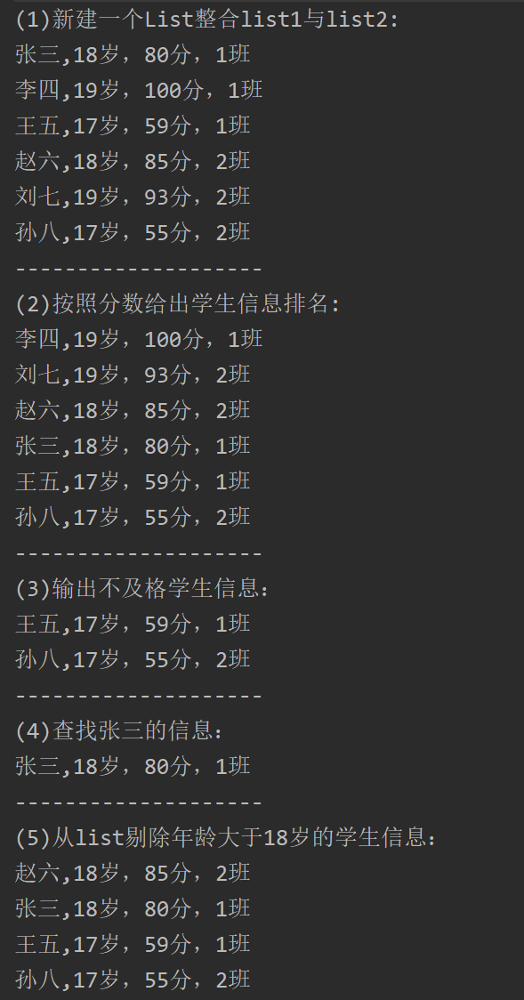 (1)新建一个List整合list1与list2:
张三,18岁，80分，1班
李四,19岁，100分，1班
王五,17岁，59分，1班
赵六,18岁，85分，2班
刘七,19岁，93分，2班
孙八,17岁，55分，2班
--------------------
(2)按照分数给出学生信息排名:
李四,19岁，100分，1班
刘七,19岁，93分，2班
赵六,18岁，85分，2班
张三,18岁，80分，1班
王五,17岁，59分，1班
孙八,17岁，55分，2班
--------------------
(3)输出不及格学生信息：
王五,17岁，59分，1班
孙八,17岁，55分，2班
--------------------
(4)查找张三的信息：
张三,18岁，80分，1班
--------------------
(5)从list剔除年龄大于18岁的学生信息：
赵六,18岁，85分，2班
张三,18岁，80分，1班
王五,17岁，59分，1班
孙八,17岁，55分，2班